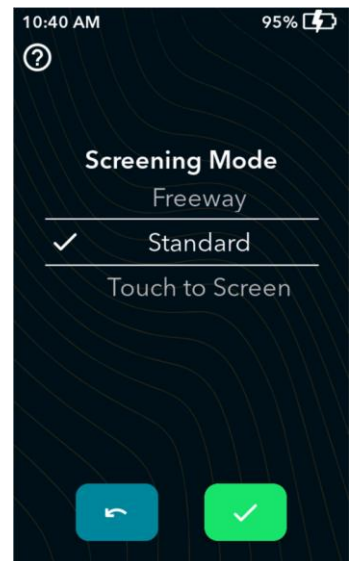 10:40 AM 95%
?
Screening Mode
Freeway
Standard
Touch to Screen